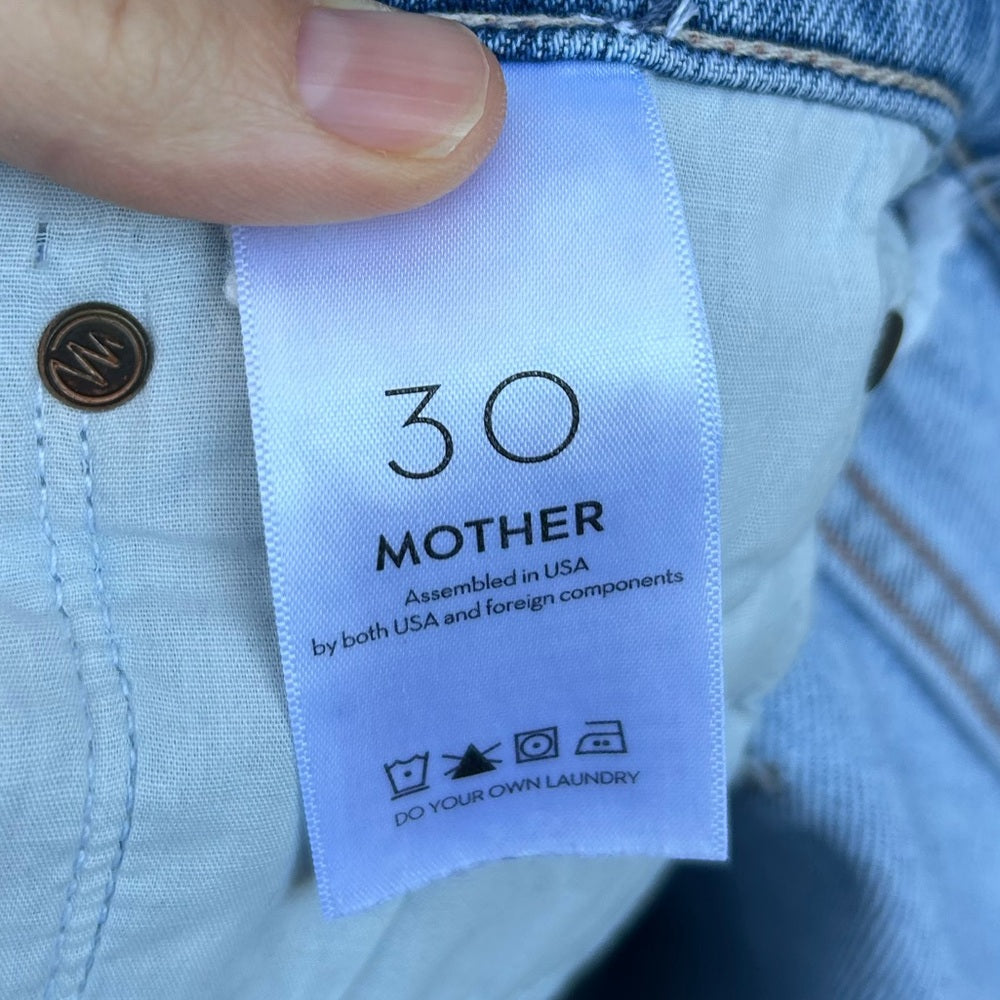 30
MOTHER
Assembled in USA
by both USA and foreign components
DO YOUR OWN LAUNDRY